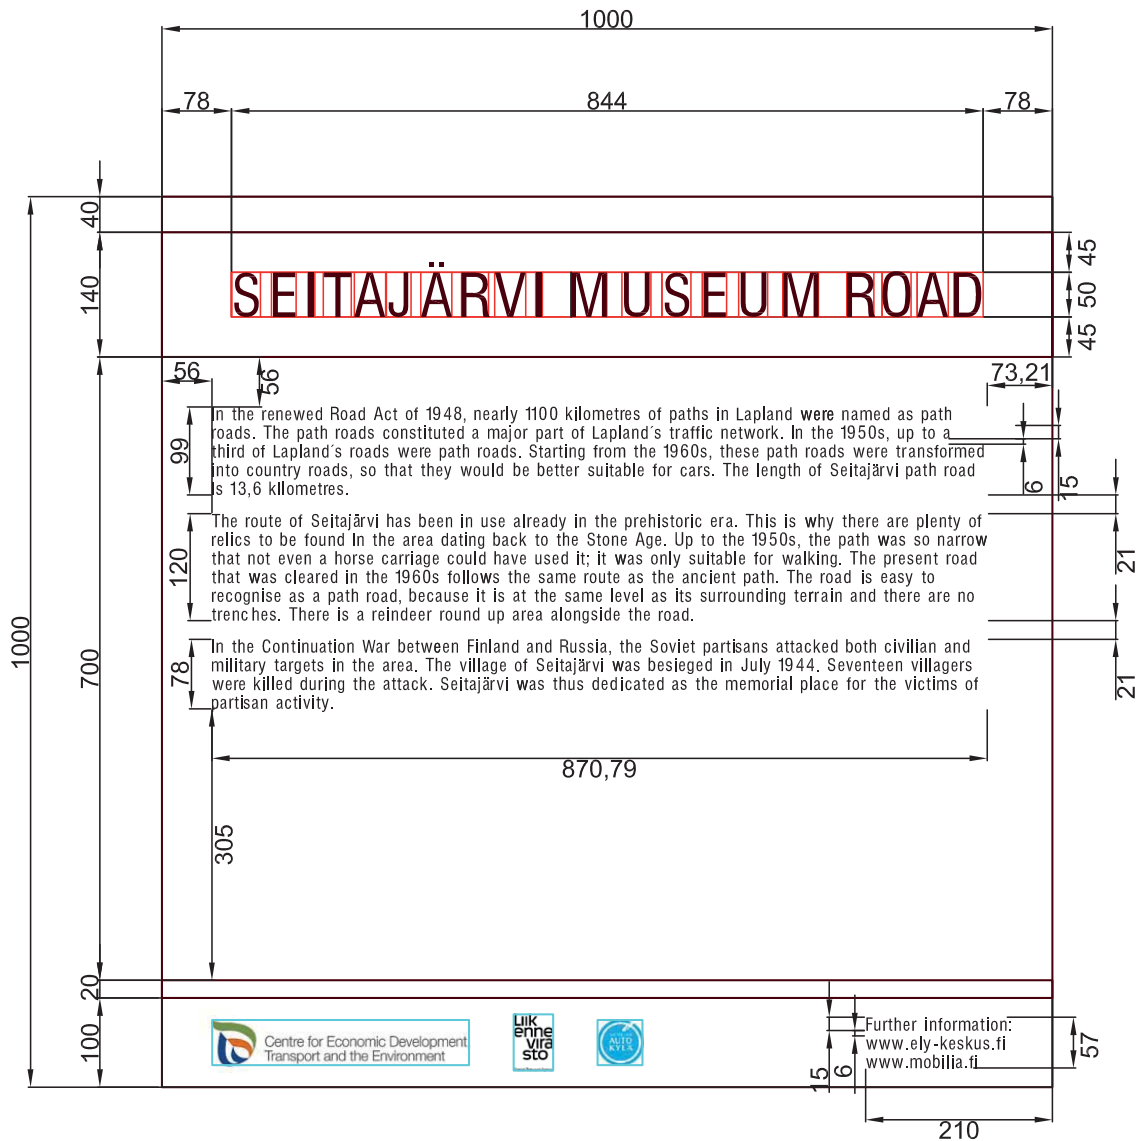 1000
78
844
78
40
140
45
50
45
SEITAJÄRVI MUSEUM ROAD
56
56
73,21
In the renewed Road Act of 1948, nearly 1100 kilometres of paths in Lapland were named as path
roads. The path roads constituted a major part of Lapland´s traffic network. In the 1950s, up to a
third of Lapland´s roads were path roads. Starting from the 1960s, these path roads were transformed
into country roads, so that they would be better suitable for cars. The length of Seitajärvi path road
is 13,6 kilometres.
99
6
15
The route of Seitajärvi has been in use already in the prehistoric era. This is why there are plenty of
relics to be found in the area dating back to the Stone Age. Up to the 1950s, the path was so narrow
that not even a horse carriage could have used it; it was only suitable for walking. The present road
that was cleared in the 1960s follows the same route as the ancient path. The road is easy to
recognise as a path road, because it is at the same level as its surrounding terrain and there are no
trenches. There is a reindeer round up area alongside the road.
120
21
1000
700
In the Continuation War between Finland and Russia, the Soviet partisans attacked both civilian and
military targets in the area. The village of Seitajärvi was besieged in July 1944. Seventeen villagers
were killed during the attack. Seitajärvi was thus dedicated as the memorial place for the victims of
partisan activity.
78
21
870,79
305
20
100
Centre for Economic Development
Transport and the Environment
Liik
enne
vira
sto
AUTO
KYLÄ
15
6
Further information:
www.ely-keskus.fi
www.mobilia.fi
57
210